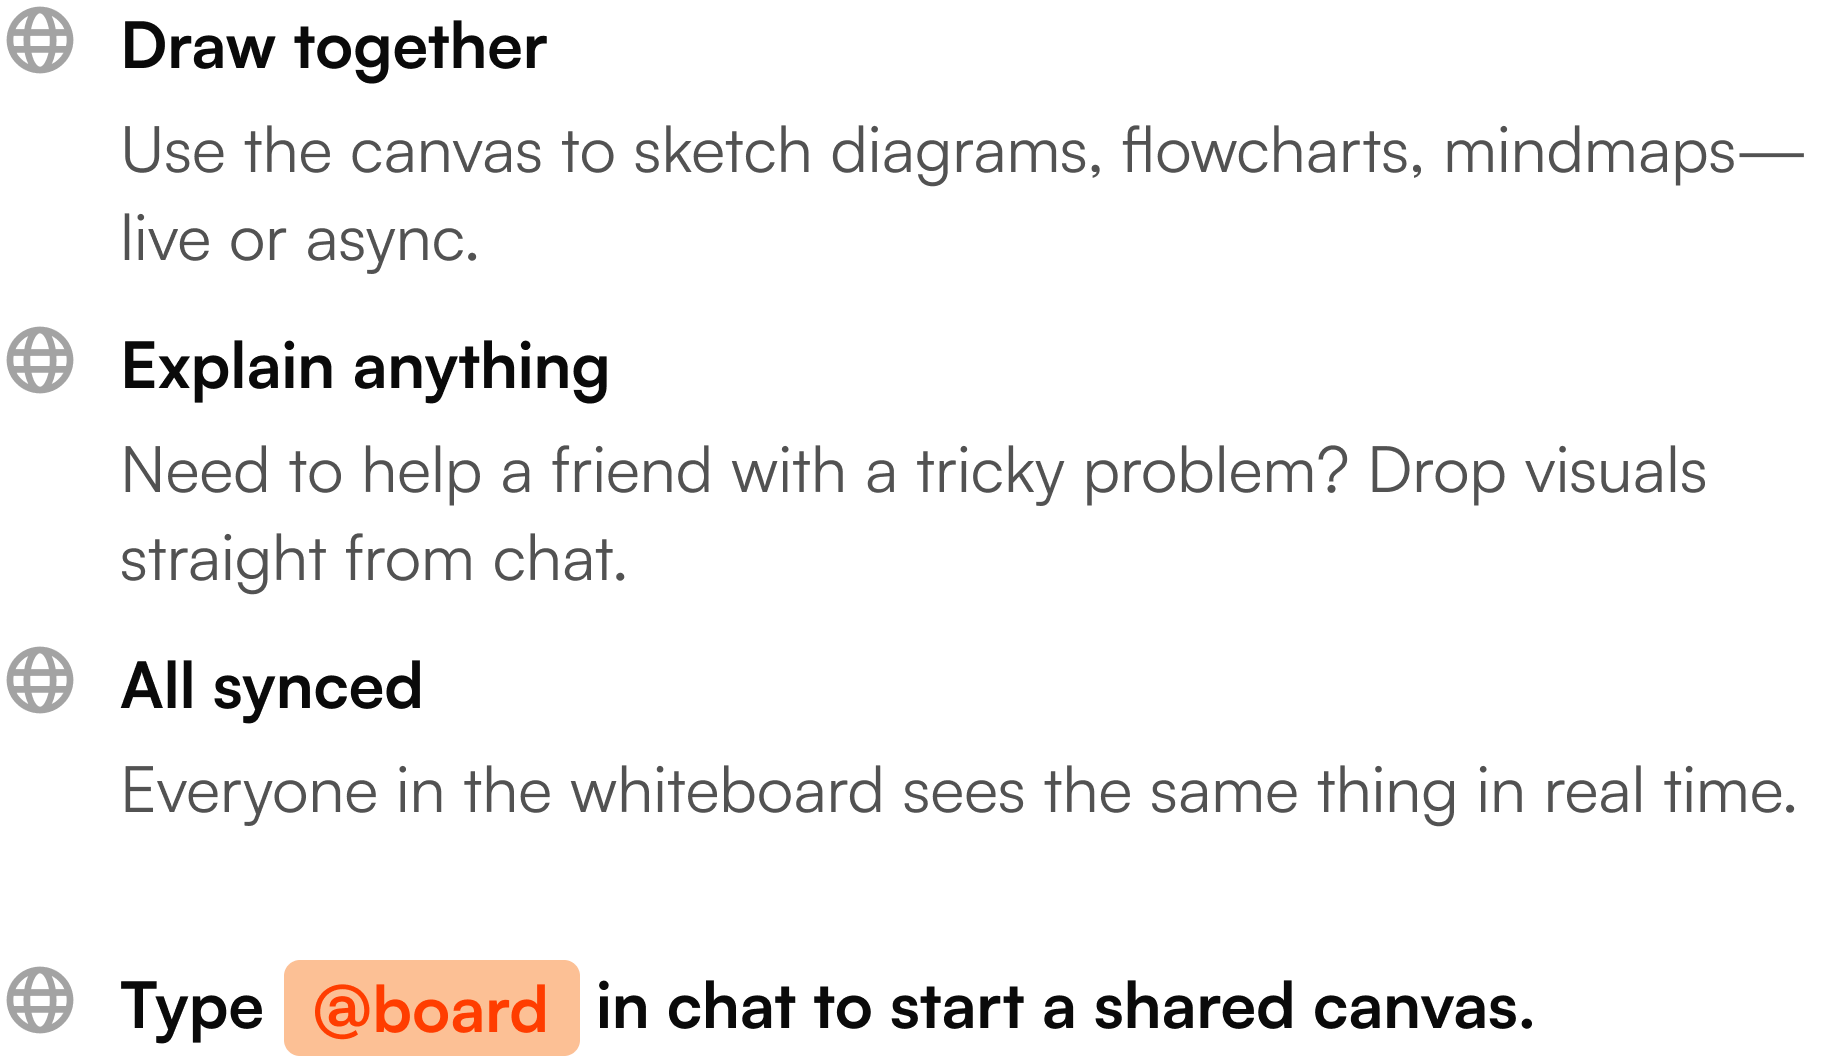 Draw together
Use the canvas to sketch diagrams, flowcharts, mindmaps—
live or async.
Explain anything
Need to help a friend with a tricky problem? Drop visuals
straight from chat.
All synced
Everyone in the whiteboard sees the same thing in real time.
Type @board in chat to start a shared canvas.